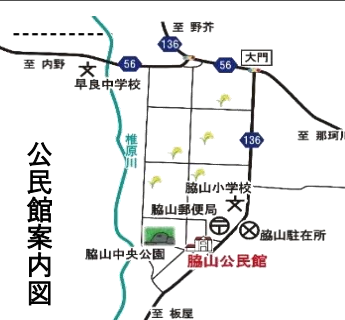 至 野芥
136
大門
56
56
至 内野
早良中学校
至 那珂川
椎原川
136
公民館案内図
脇山小学校
脇山郵便局
脇山駐在所
脇山中央公園
脇山公民館
至 板屋